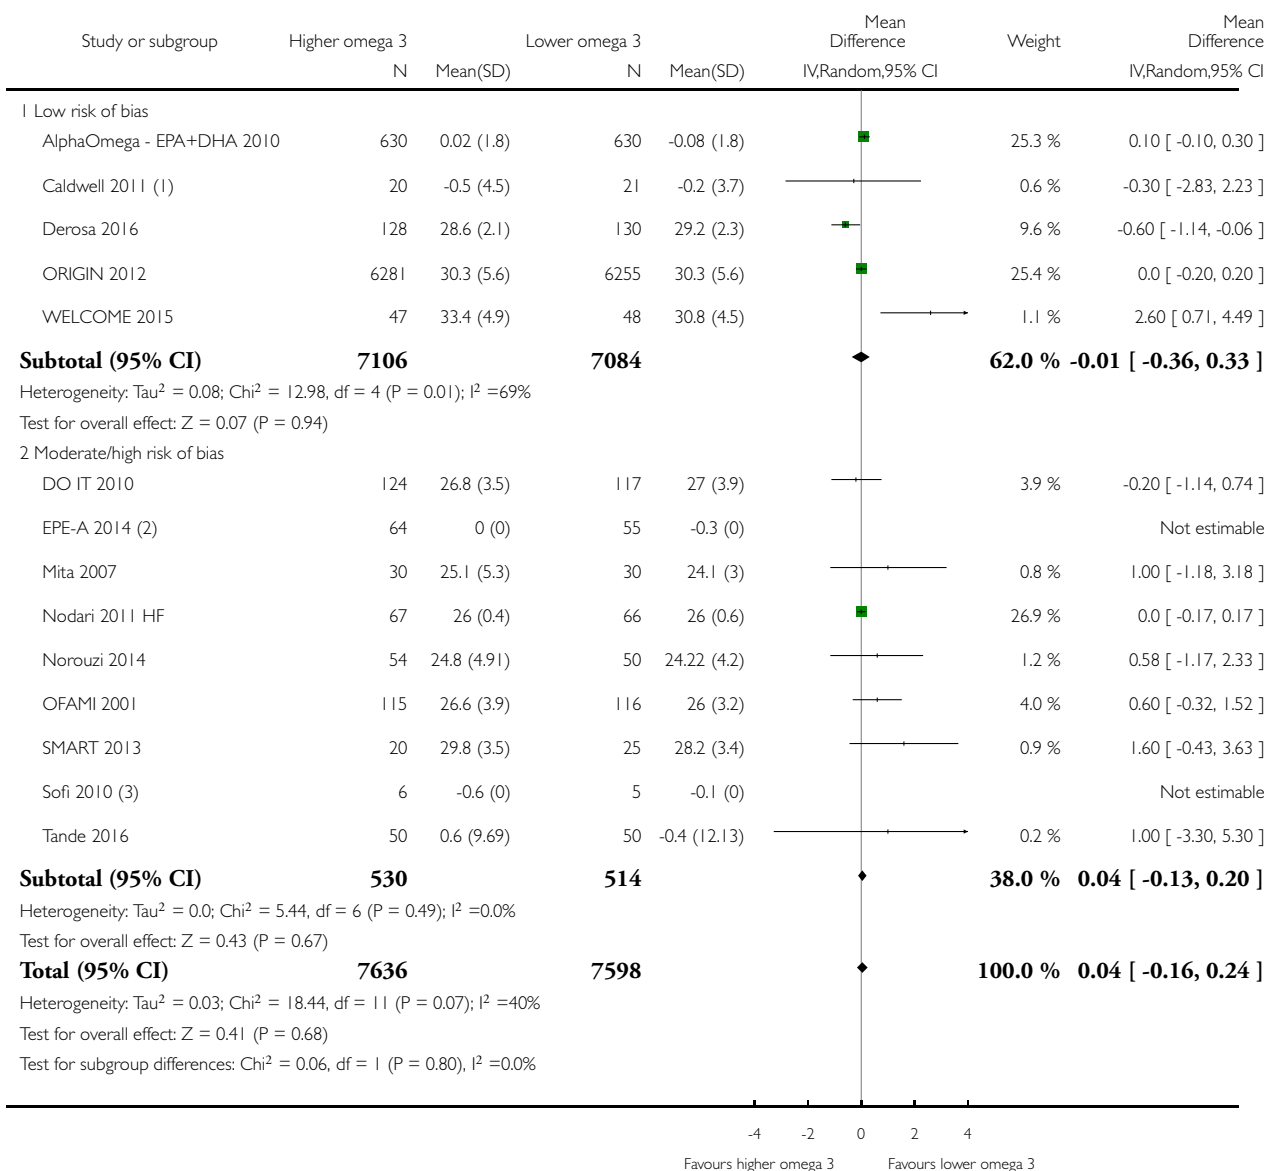 Study or subgroup Higher omega 3 Lower omega 3 Mean Difference Weight Mean Difference
N Mean(SD) N Mean(SD) IV,Random,95% CI IV,Random,95% CI
1 Low risk of bias
AlphaOmega - EPA+DHA 2010 630 0.02 (1.8) 630 -0.08 (1.8) 25.3 % 0.10 [ -0.10, 0.30 ]
Caldwell 2011 (1) 20 -0.5 (4.5) 21 -0.2 (3.7) 0.6 % -0.30 [ -2.83, 2.23 ]
Derosa 2016 128 28.6 (2.1) 130 29.2 (2.3) 9.6 % -0.60 [ -1.14, -0.06 ]
ORIGIN 2012 6281 30.3 (5.6) 6255 30.3 (5.6) 25.4 % 0.0 [ -0.20, 0.20 ]
WELCOME 2015 47 33.4 (4.9) 48 30.8 (4.5) 1.1 % 2.60 [ 0.71, 4.49 ]
Subtotal (95% CI) 7106 7084 62.0 % -0.01 [ -0.36, 0.33 ]
Heterogeneity: Tau² = 0.08; Chi² = 12.98, df = 4 (P = 0.01); I² =69%
Test for overall effect: Z = 0.07 (P = 0.94)
2 Moderate/high risk of bias
DO IT 2010 124 26.8 (3.5) 117 27 (3.9) 3.9 % -0.20 [ -1.14, 0.74 ]
EPE-A 2014 (2) 64 0 (0) 55 -0.3 (0) Not estimable
Mita 2007 30 25.1 (5.3) 30 24.1 (3) 0.8 % 1.00 [ -1.18, 3.18 ]
Nodari 2011 HF 67 26 (0.4) 66 26 (0.6) 26.9 % 0.0 [ -0.17, 0.17 ]
Norouzi 2014 54 24.8 (4.91) 50 24.22 (4.2) 1.2 % 0.58 [ -1.17, 2.33 ]
OFAMI 2001 115 26.6 (3.9) 116 26 (3.2) 4.0 % 0.60 [ -0.32, 1.52 ]
SMART 2013 20 29.8 (3.5) 25 28.2 (3.4) 0.9 % 1.60 [ -0.43, 3.63 ]
Sofi 2010 (3) 6 -0.6 (0) 5 -0.1 (0) Not estimable
Tande 2016 50 0.6 (9.69) 50 -0.4 (12.13) 0.2 % 1.00 [ -3.30, 5.30 ]
Subtotal (95% CI) 530 514 38.0 % 0.04 [ -0.13, 0.20 ]
Heterogeneity: Tau² = 0.0; Chi² = 5.44, df = 6 (P = 0.49); I² =0.0%
Test for overall effect: Z = 0.43 (P = 0.67)
Total (95% CI) 7636 7598 100.0 % 0.04 [ -0.16, 0.24 ]
Heterogeneity: Tau² = 0.03; Chi² = 18.44, df = 11 (P = 0.07); I² =40%
Test for overall effect: Z = 0.41 (P = 0.68)
Test for subgroup differences: Chi² = 0.06, df = 1 (P = 0.80), I² =0.0%
-4 -2 0 2 4
Favours higher omega 3 Favours lower omega 3